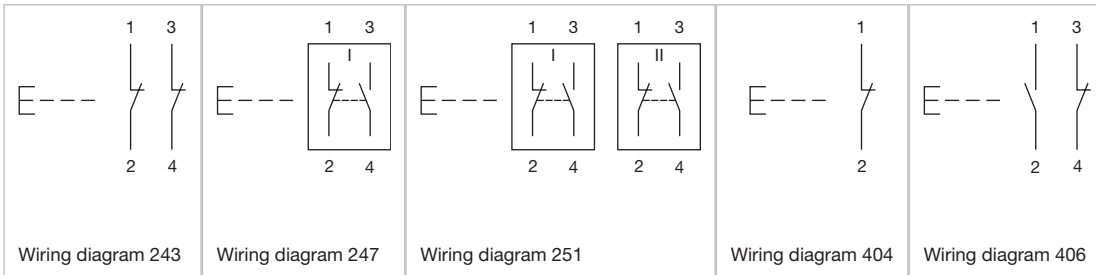 1 3
2 4
Wiring diagram 243
1 3
I
2 4
Wiring diagram 247
1 3 1 3
I II
2 4 2 4
Wiring diagram 251
1
2
Wiring diagram 404
1 3
2 4
Wiring diagram 406